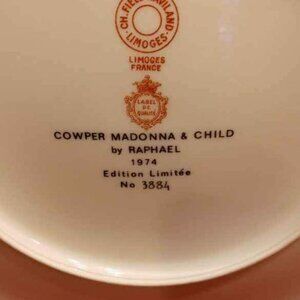 CH. FIELD HAVILAND
LIMOGES
LIMOGES
FRANCE
LABEL
DE
QUALITÉ
COWPER MADONNA & CHILD
by RAPHAEL
1974
Edition Limitée
No 3884